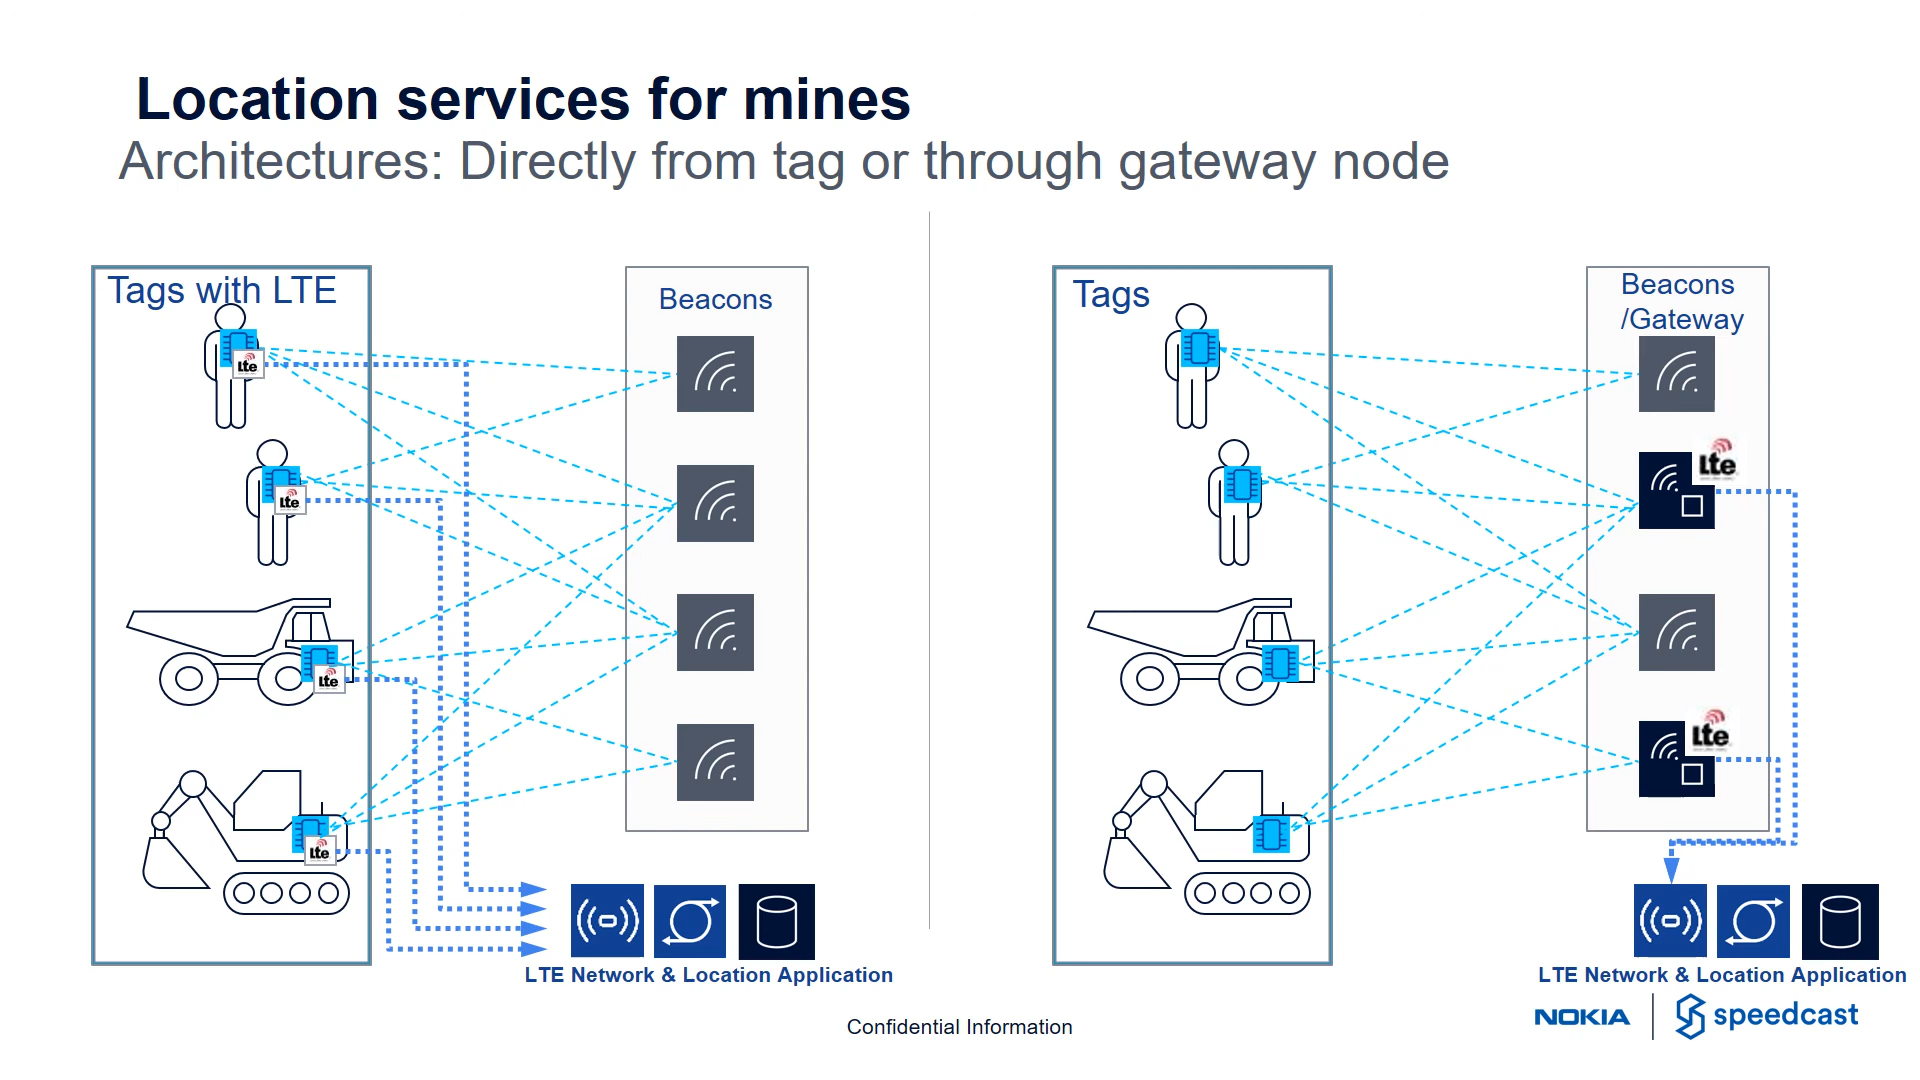 Location services for mines
Architectures: Directly from tag or through gateway node
Tags with LTE
Lte
Lte
Lte
Lte
Beacons
LTE Network & Location Application
Tags
Beacons
/Gateway
Lte
Lte
LTE Network & Location Application
NOKIA
speedcast
Confidential Information